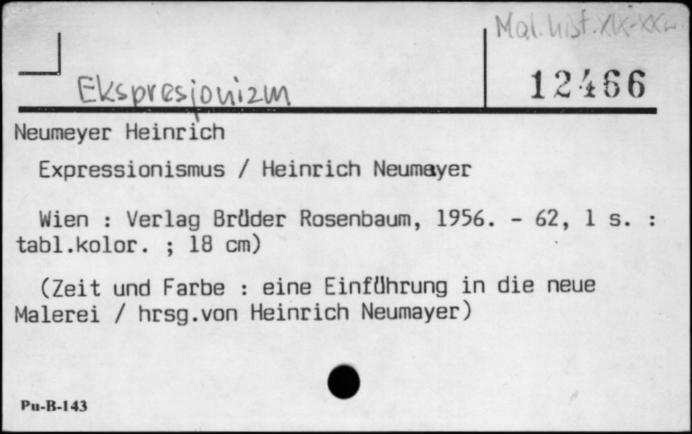 Mal. hist. XIX-XXw
12466
Ekspresjonizm
Neumeyer Heinrich
Expressionismus / Heinrich Neumayer
Wien : Verlag Brüder Rosenbaum, 1956. - 62, 1 s. :
tabl.kolor. ; 18 cm)
(Zeit und Farbe : eine Einführung in die neue
Malerei / hrsg.von Heinrich Neumayer)
Pu-B-143